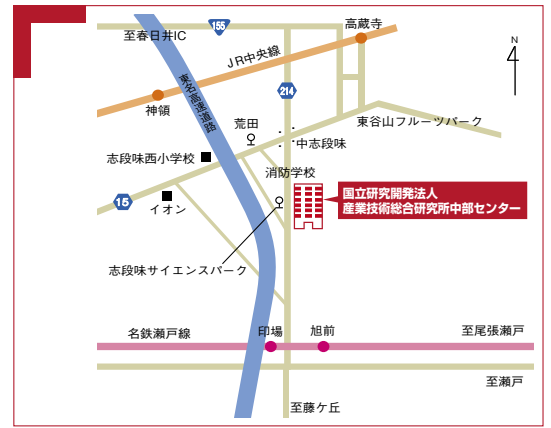 155
至春日井IC
高蔵寺
N
JR中央線
東名高速道路
214
神領
荒田
東谷山フルーツパーク
中志段味
志段味西小学校
消防学校
15
イオン
国立研究開発法人
産業技術総合研究所中部センター
志段味サイエンスパーク
名鉄瀬戸線
印場
旭前
至尾張瀬戸
至瀬戸
至藤ケ丘